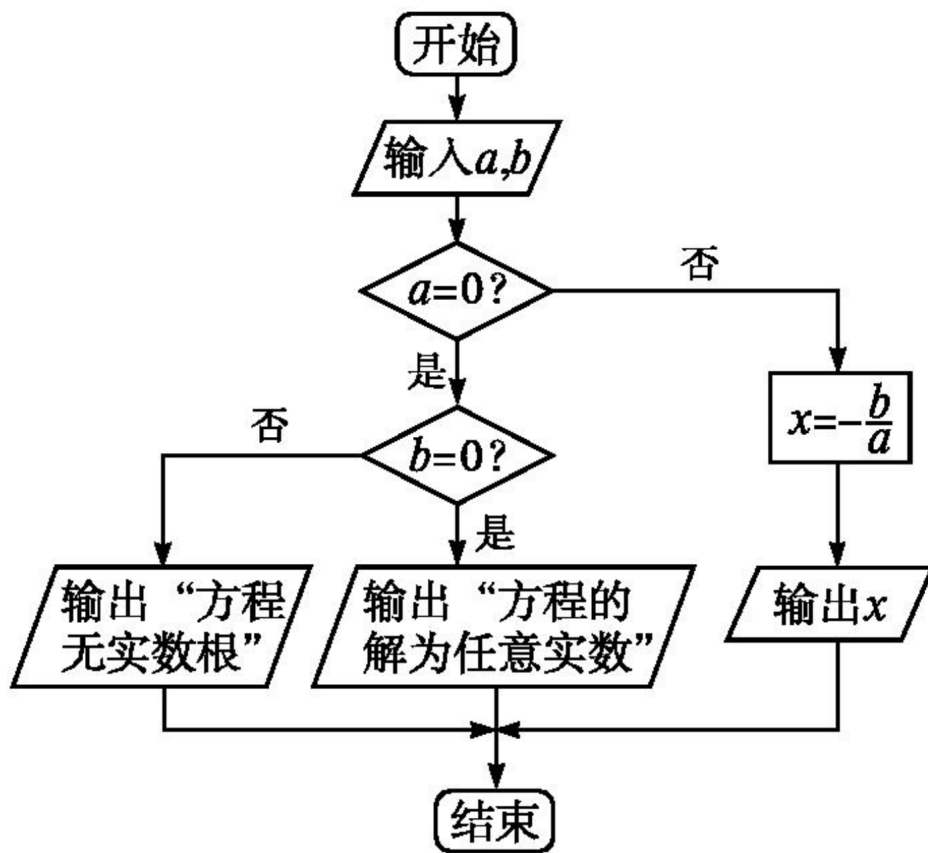 开始
输入a,b
a=0?
否
是
x=-b/a
b=0?
否
是
输出“方程
无实数根”
输出“方程的
解为任意实数”
输出x
结束